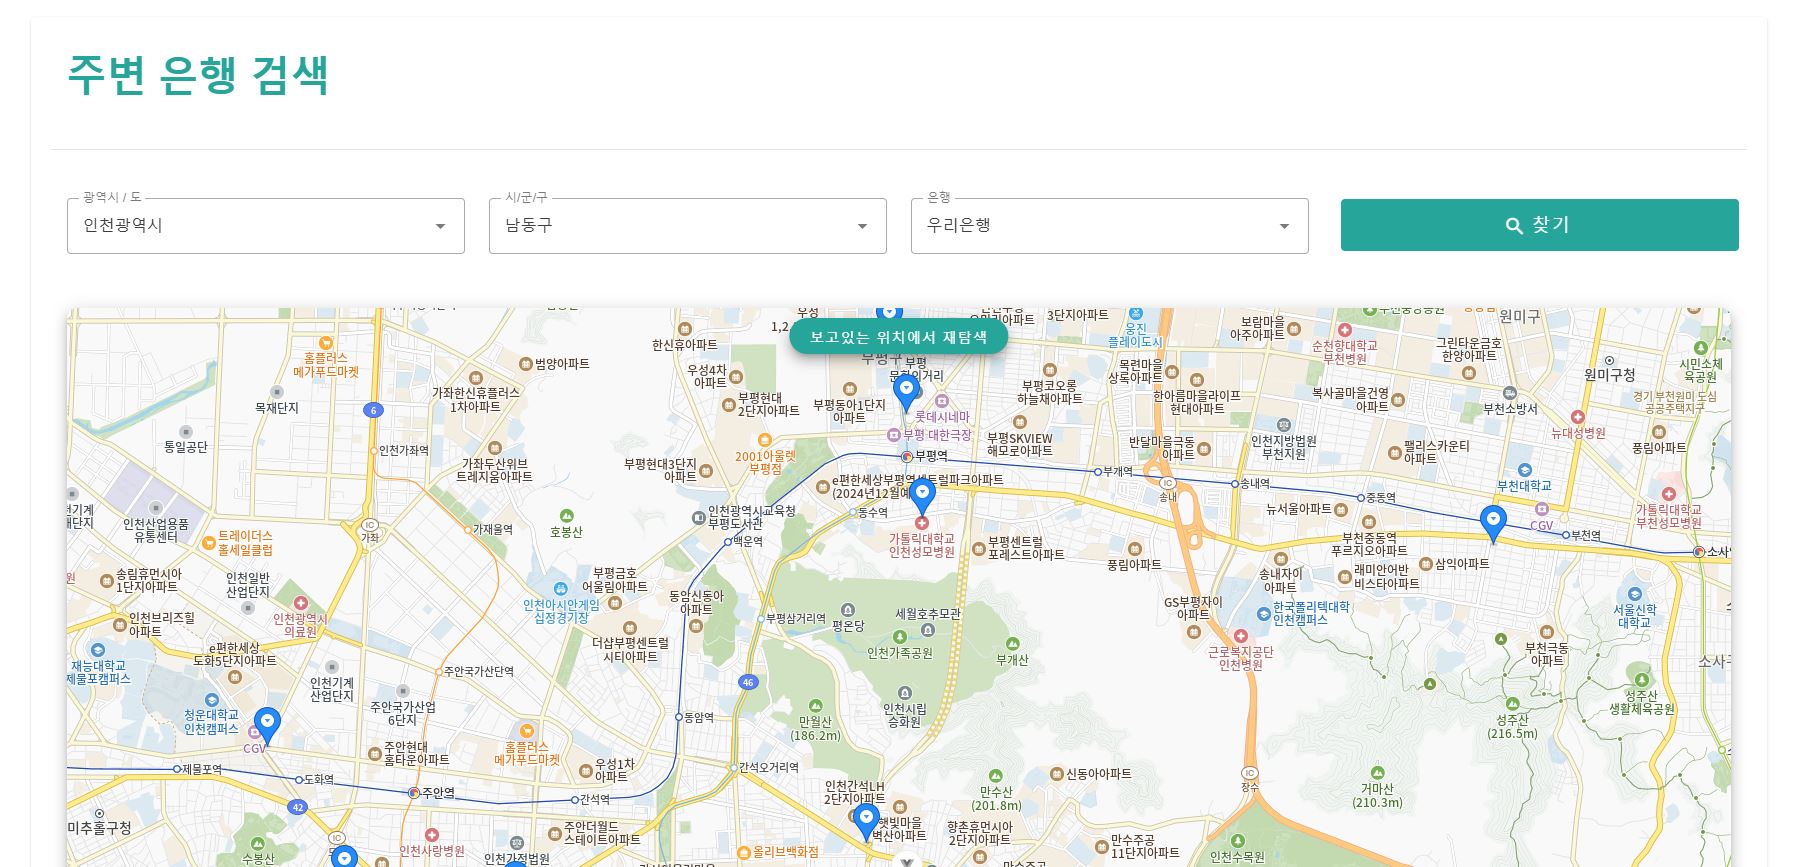 주변 은행 검색
광역시 / 도
인천광역시
시/군/구
남동구
은행
우리은행
찾기
부성
1,2
3단지아파트
원미구
보고있는 위치에서 재탐색
웅진
플레이도시
보람마을
아주아파트
순천향대학교
부천병원
그린타운금호
한양아파트
시민소체
육공원
한신휴아파트
홈플러스
메가푸드마켓
범양아파트
우성4차
아파트
부평
문화의거리
목련마을
상록아파트
원미구청
가좌한신휴플러스
1차아파트
부평코오롱
하늘채아파트
한아름마을라이프
현대아파트
복사골마을건영
아파트
부천소방서
경기 부천원미 도심
공공주택지구
목재단지
6
부평현대
2단지아파트
부평동아1단지
아파트
롯데시네마
부평 대한극장
부평SKVIEW
해모로아파트
반달마을극동
아파트
인천지방법원
부천지원
팰리스카운티
아파트
뉴대성병원
풍림아파트
통일공단
인천가좌역
가좌두산위브
트레지움아파트
부평현대3단지
아파트
2001아울렛
부평점
부평역
부개역
송내역
중동역
부천대학교
e편한세상부평역센트럴파크아파트
(2024년12월예
IC
송내
인천산업용품
유통센터
트레이더스
홀세일클럽
IC
가좌
가재울역
호봉산
인천광역시교육청
부평도서관
동수역
백운역
가톨릭대학교
인천성모병원
부평센트럴
포레스트아파트
풍림아파트
뉴서울아파트
부천중동역
푸르지오아파트
CGV
부천역
가톨릭대학교
부천성모병원
송림휴먼시아
1단지아파트
인천일반
산업단지
인천아시안게임
십정경기장
부평금호
어울림아파트
동암신동아
아파트
송내자이
아파트
래미안어반
비스타아파트
삼익아파트
인천브리즈힐
아파트
인천광역시
의료원
부평삼거리역
평온당
세월호추모관
GS부평자이
아파트
한국폴리텍대학
인천캠퍼스
서울신학
대학교
e편한세상
도화5단지아파트
더샵부평센트럴
시티아파트
인천가족공원
부개산
근로복지공단
인천병원
부천극동
아파트
재능대학교
제물포캠퍼스
인천기계
산업단지
주안국가산단역
46
성주산
생활체육공원
청운대학교
인천캠퍼스
주안국가산업
6단지
만월산
(186.2m)
인천시립
승화원
성주산
(216.5m)
CGV
주안현대
홈타운아파트
홈플러스
메가푸드마켓
동암역
제물포역
도화역
우성1차
아파트
간석오거리역
인천간석LH
2단지아파트
만수산
(201.8m)
신동아아파트
IC
장수
거마산
(210.3m)
42
주안역
간석역
미추홀구청
수봉산
IC
인천사랑병원
주안더월드
스테이트아파트
인천가정법원
올리브백화점
햇빛마을
벽산아파트
향촌휴먼시아
2단지아파트
만수주공
11단지아파트
인천수목원